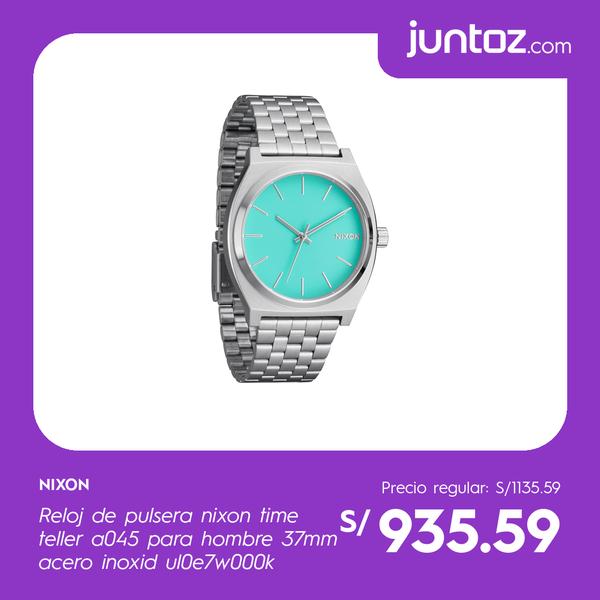 juntoz.com
NIXON
NIXON
Reloj de pulsera nixon time
teller a045 para hombre 37mm
acero inoxid ul0e7w000k
Precio regular: S/1135.59
S/ 935.59